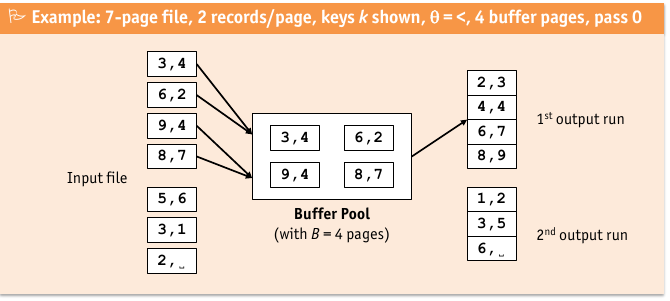 Example: 7-page file, 2 records/page, keys k shown, θ = <, 4 buffer pages, pass 0
3,4
6,2
9,4
8,7
Input file
5,6
3,1
2,␣
3,4 6,2
9,4 8,7
Buffer Pool
(with B = 4 pages)
2,3
4,4
6,7
8,9
1st output run
1,2
3,5
6,␣
2nd output run